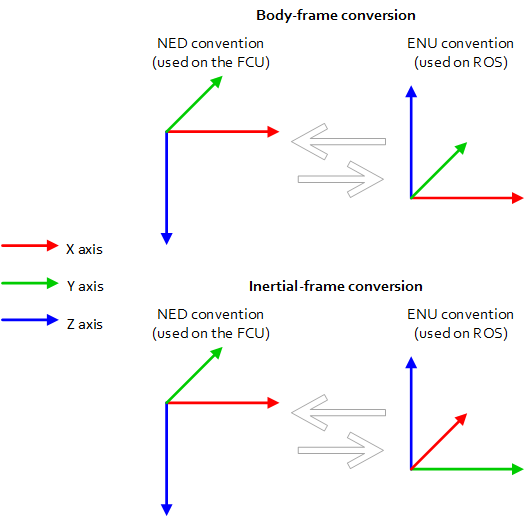 Body-frame conversion
NED convention
(used on the FCU)
ENU convention
(used on ROS)
X axis
Y axis
Z axis
Inertial-frame conversion
NED convention
(used on the FCU)
ENU convention
(used on ROS)